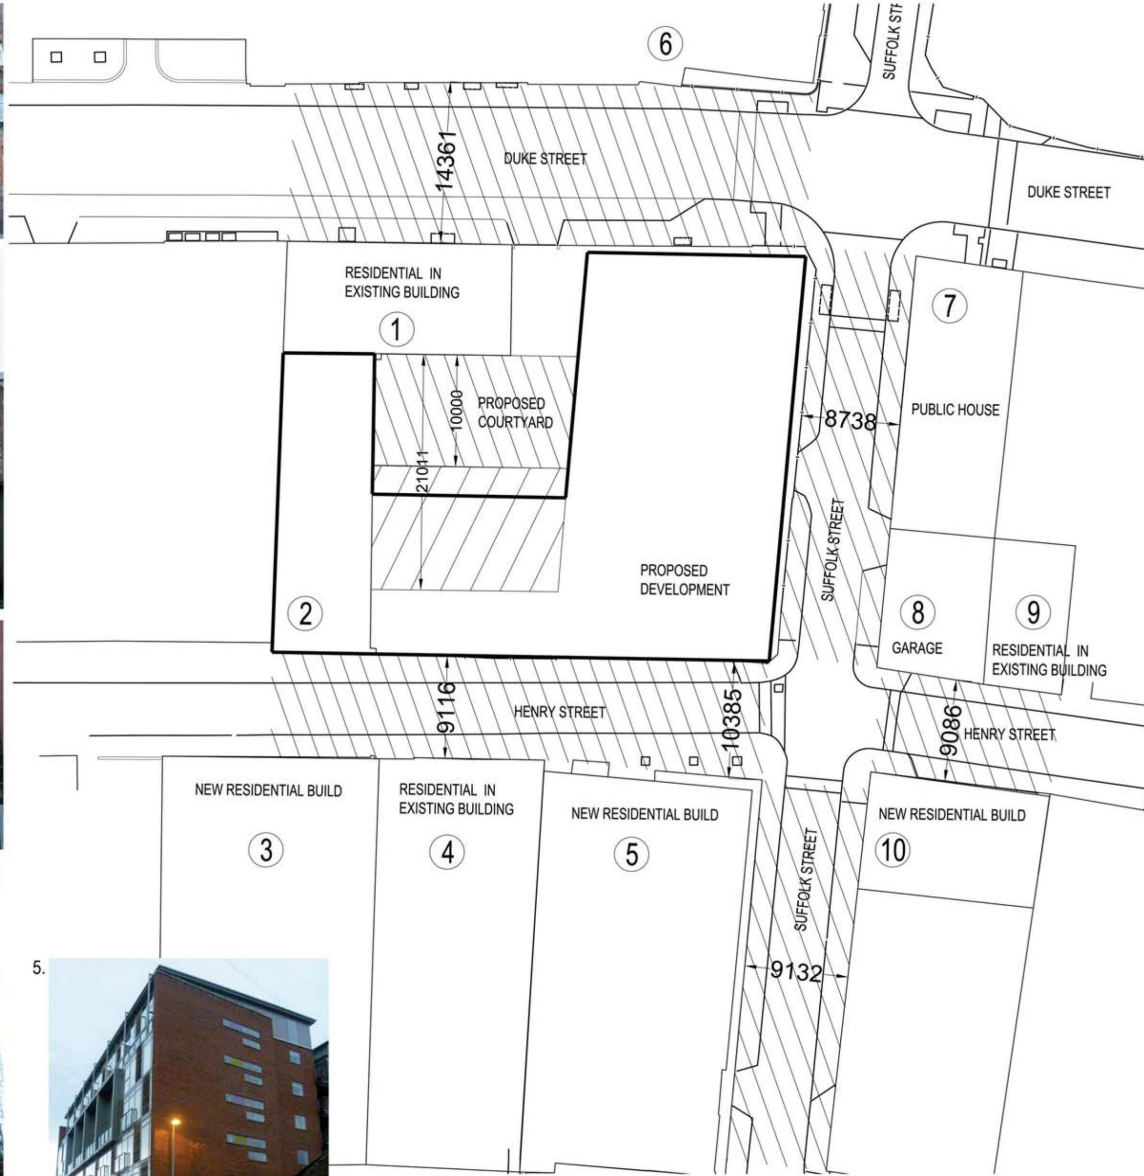 6
SUFFOLK STR
14361
DUKE STREET
DUKE STREET
RESIDENTIAL IN
EXISTING BUILDING
1
7
10000
PROPOSED
COURTYARD
PUBLIC HOUSE
8738
21011
SUFFOLK STREET
PROPOSED
DEVELOPMENT
2
8
GARAGE
9
RESIDENTIAL IN
EXISTING BUILDING
9116
HENRY STREET
10385
9086
HENRY STREET
NEW RESIDENTIAL BUILD
3
RESIDENTIAL IN
EXISTING BUILDING
4
NEW RESIDENTIAL BUILD
5
NEW RESIDENTIAL BUILD
10
SUFFOLK STREET
9132
5.